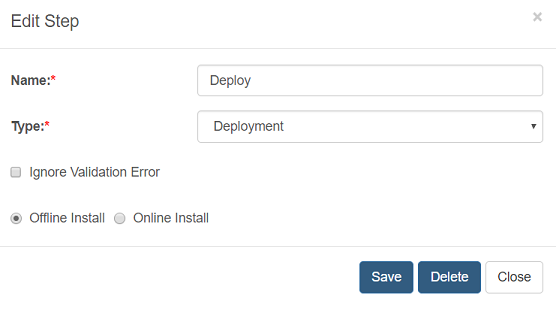 Edit Step ×
Name:* Deploy
Type:* Deployment
Ignore Validation Error
Offline Install Online Install
Save Delete Close